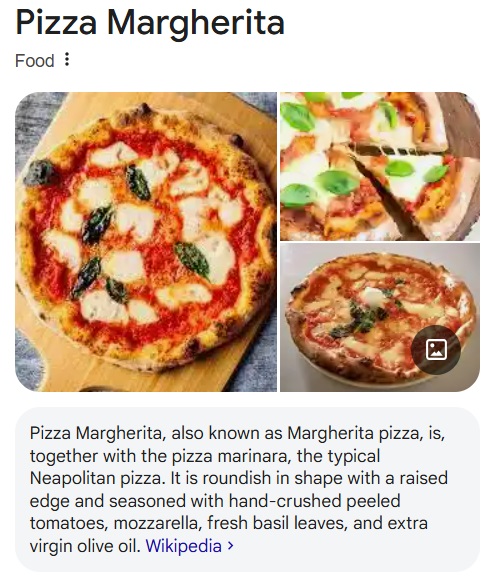 Pizza Margherita
Food
Pizza Margherita, also known as Margherita pizza, is,
together with the pizza marinara, the typical
Neapolitan pizza. It is roundish in shape with a raised
edge and seasoned with hand-crushed peeled
tomatoes, mozzarella, fresh basil leaves, and extra
virgin olive oil. Wikipedia